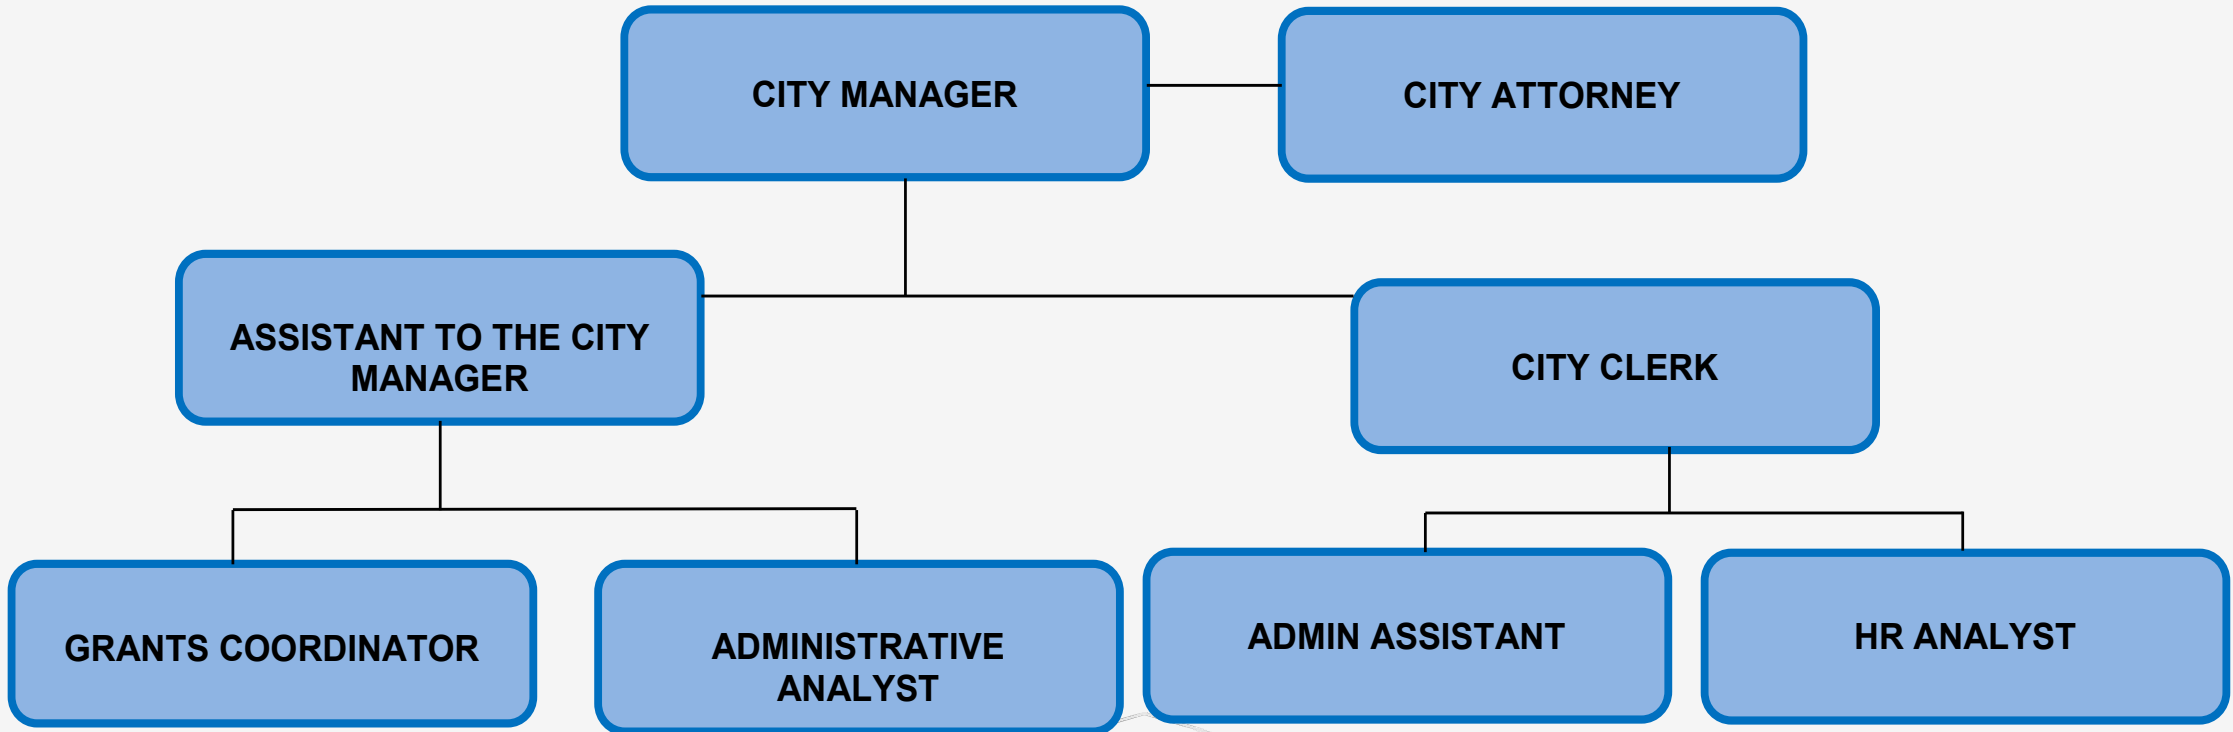 CITY MANAGER
CITY ATTORNEY
ASSISTANT TO THE CITY
MANAGER
CITY CLERK
GRANTS COORDINATOR
ADMINISTRATIVE
ANALYST
ADMIN ASSISTANT
HR ANALYST